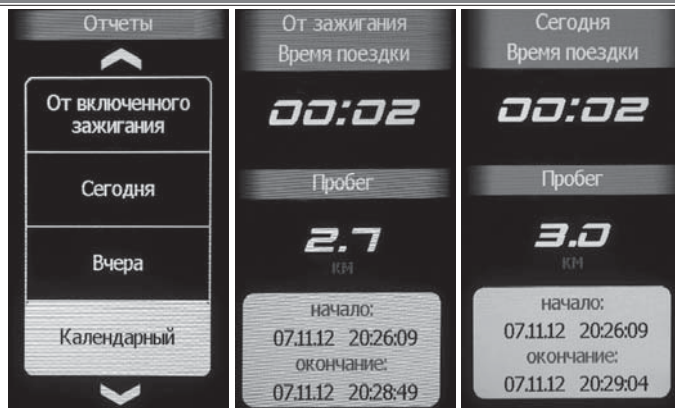 Отчеты
От включенного
зажигания
Сегодня
Вчера
Календарный
От зажигания
Время поездки
00:02
Пробег
2.7
км
начало:
07.11.12 20:26:09
окончание:
07.11.12 20:28:49
Сегодня
Время поездки
00:02
Пробег
3.0
км
начало:
07.11.12 20:26:09
окончание:
07.11.12 20:29:04